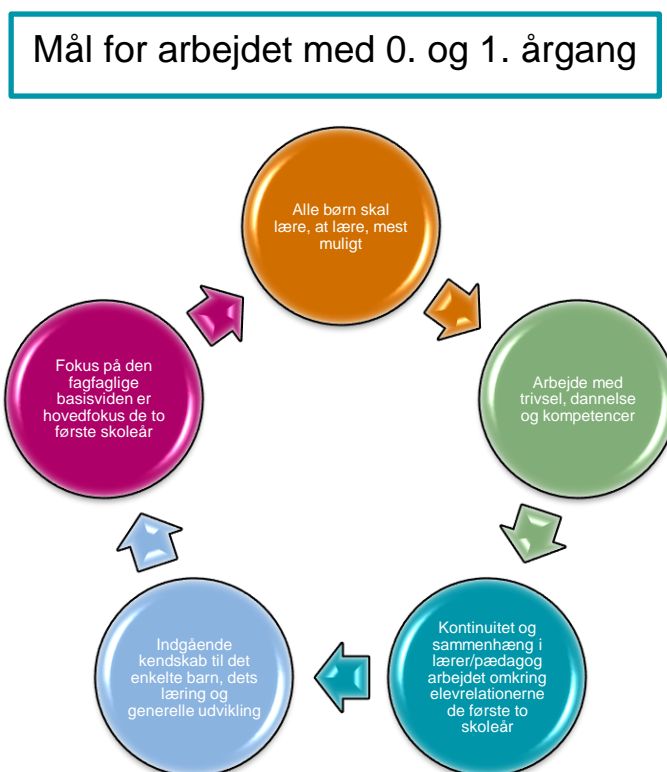 Mål for arbejdet med 0. og 1. årgang
Alle børn skal
lære, at lære, mest
muligt
Arbejde med
trivsel, dannelse
og kompetencer
Kontinuitet og
sammenhæng i
lærer/pædagog
arbejdet omkring
elevrelationerne
de første to
skoleår
Indgående
kendskab til det
enkelte barn, dets
læring og
generelle udvikling
Fokus på den
fagfaglige
basisviden er
hovedfokus de to
første skoleår